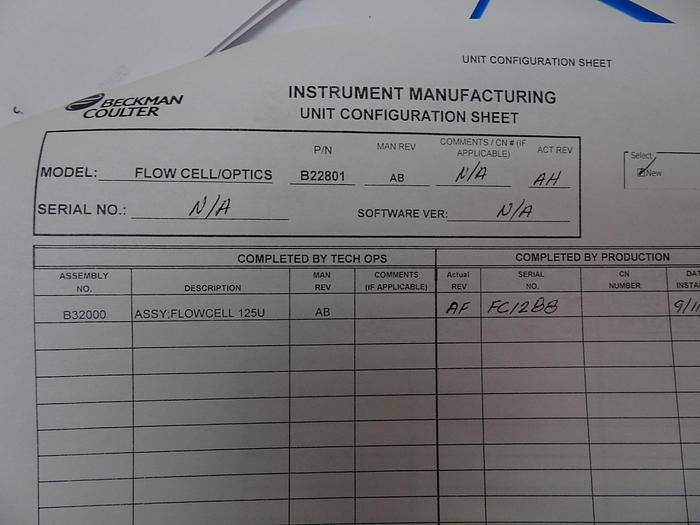 UNIT CONFIGURATION SHEET
BECKMAN COULTER
INSTRUMENT MANUFACTURING
UNIT CONFIGURATION SHEET
P/N MAN REV COMMENTS / CN # (IF APPLICABLE) ACT REV
MODEL: FLOW CELL/OPTICS B22801 AB N/A AH
SERIAL NO.: N/A SOFTWARE VER: N/A
Select
New
COMPLETED BY TECH OPS COMPLETED BY PRODUCTION
ASSEMBLY NO. DESCRIPTION MAN REV COMMENTS (IF APPLICABLE) Actual REV SERIAL NO. CN NUMBER
B32000 ASSY;FLOWCELL 125U AB AF FC12B8